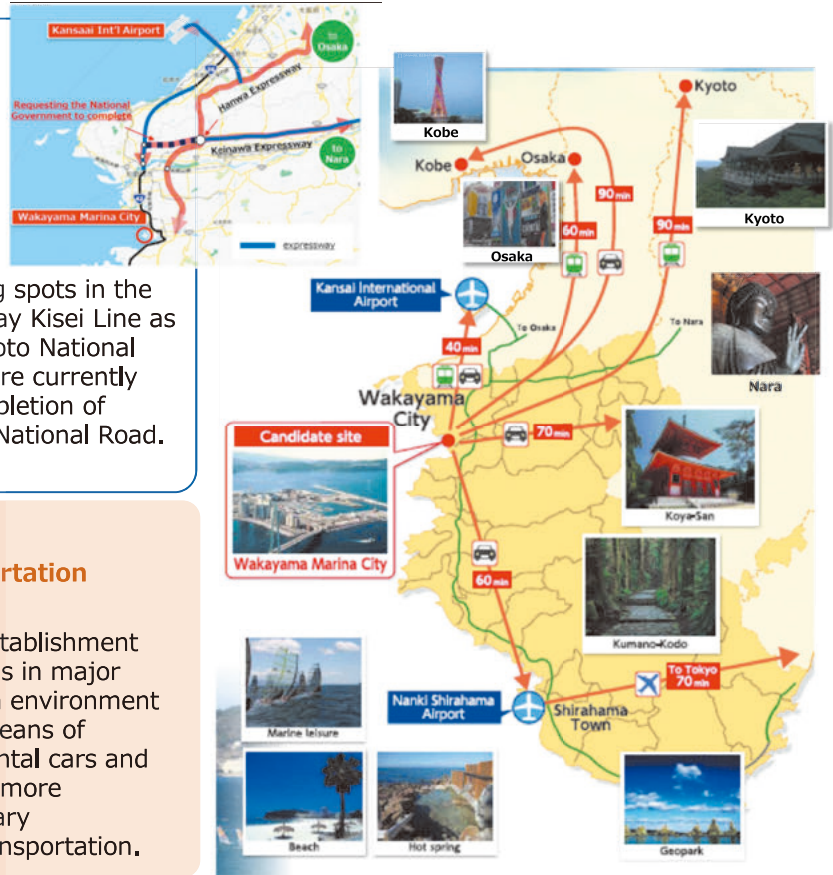 Kansaai Int'l Airport
to
Osaka
Hanwa Expressway
Requesting the National
Government to complete
Keinawa Expressway
to
Nara
Wakayama Marina City
expressway
g spots in the
ay Kisei Line as
oto National
re currently
pletion of
National Road.
rtation
stablishment
s in major
n environment
eans of
ntal cars and
more
ary
nsportation.
Kobe
Kyoto
Kobe
Osaka
Kyoto
Osaka
60 min
90 min
90 min
Kansai International
Airport
To Osaka
To Nara
Nara
40 min
Wakayama
City
70 min
Candidate site
Wakayama Marina City
Koya-San
60 min
Kumano-Kodo
To Tokyo
70 min
Nanki Shirahama
Airport
Shirahama
Town
Marine leisure
Beach
Hot spring
Geopark